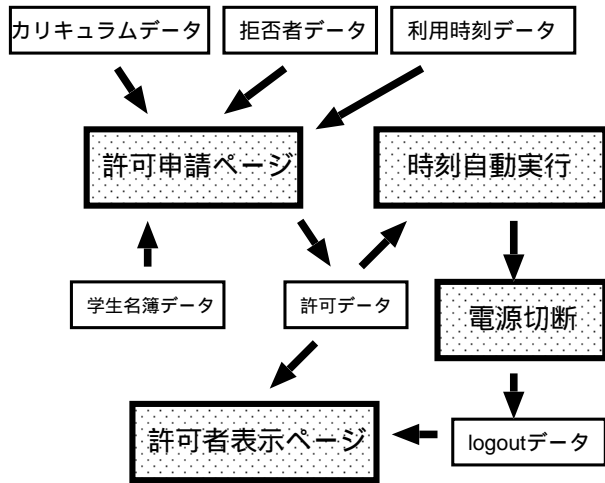 カリキュラムデータ
拒否者データ
利用時刻データ
許可申請ページ
時刻自動実行
学生名簿データ
許可データ
電源切断
許可者表示ページ
logoutデータ